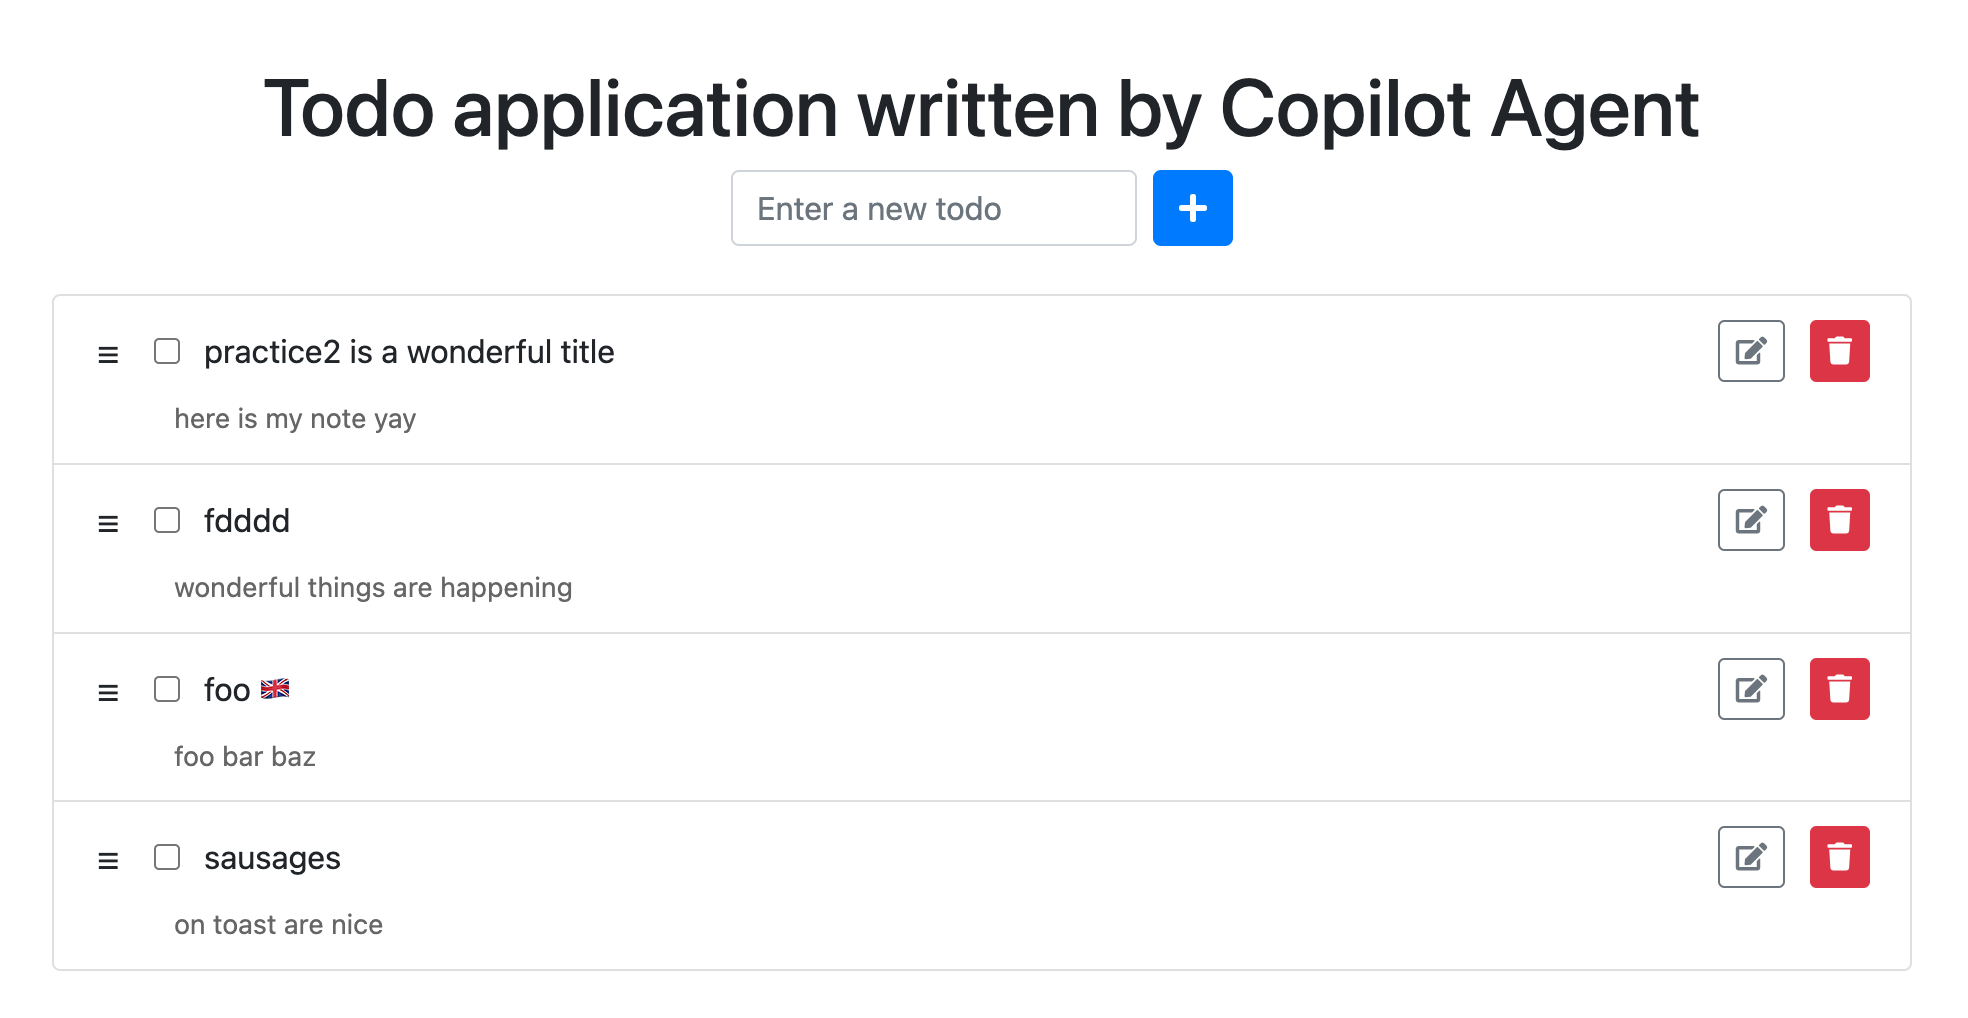 Todo application written by Copilot Agent
Enter a new todo
practice2 is a wonderful title
here is my note yay
fdddd
wonderful things are happening
foo 🇬🇧
foo bar baz
sausages
on toast are nice